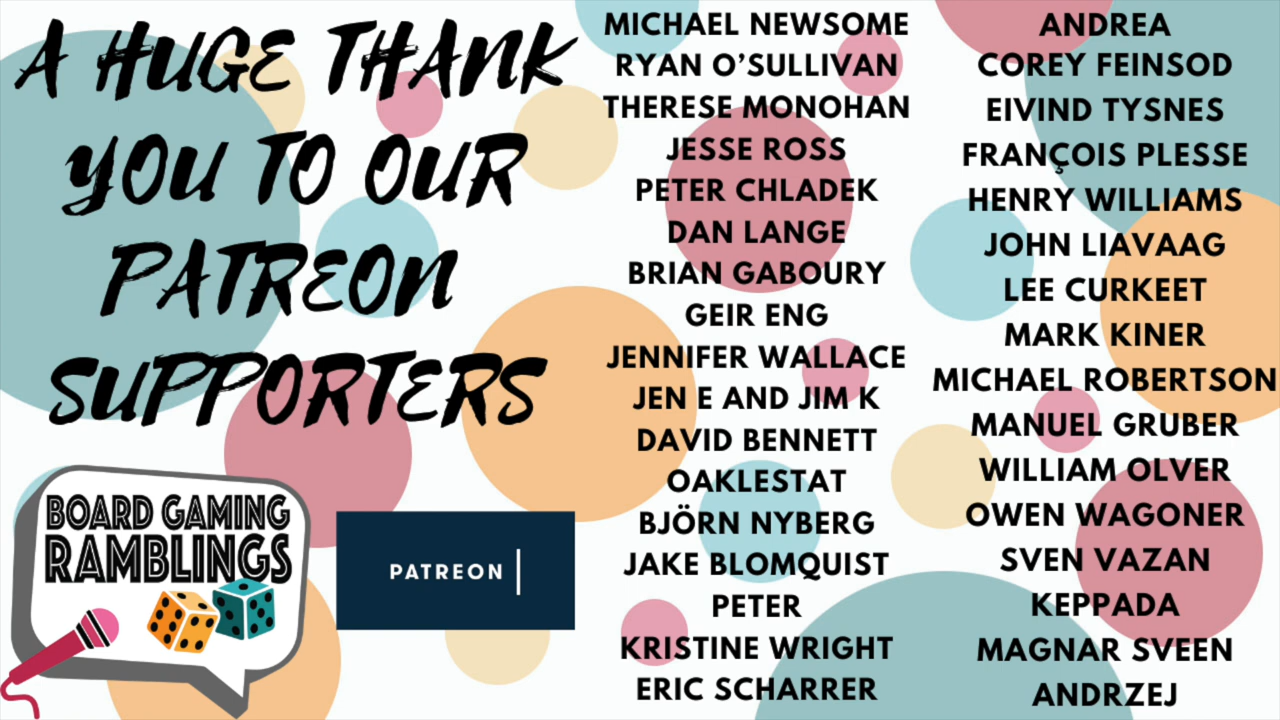 A HUGE THANK
YOU TO OUR
PATREON
SUPPORTERS
BOARD GAMING
RAMBLINGS
PATREON
MICHAEL NEWSOME
RYAN O’SULLIVAN
THERESE MONOHAN
JESSE ROSS
PETER CHLADEK
DAN LANGE
BRIAN GABOURY
GEIR ENG
JENNIFER WALLACE
JEN E AND JIM K
DAVID BENNETT
OAKLESTAT
BJÖRN NYBERG
JAKE BLOMQUIST
PETER
KRISTINE WRIGHT
ERIC SCHARRER
ANDREA
COREY FEINSOD
EIVIND TYSNES
FRANÇOIS PLESSE
HENRY WILLIAMS
JOHN LIAVAAG
LEE CURKEET
MARK KINER
MICHAEL ROBERTSON
MANUEL GRUBER
WILLIAM OLVER
OWEN WAGONER
SVEN VAZAN
KEPPADA
MAGNAR SVEEN
ANDRZEJ